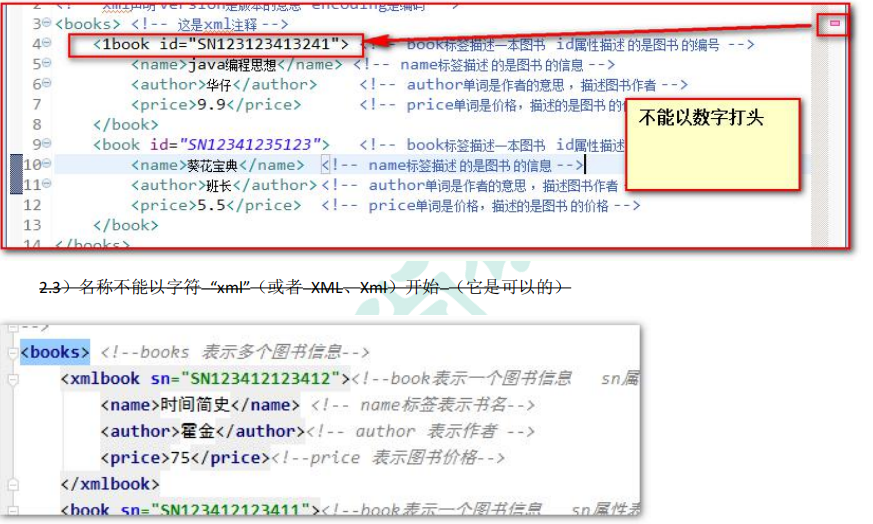 2 <!-- xml声明 version是版本的意思 encoding是编码 -->
3 <books> <!-- 这是xml注释 -->
4 <1book id="SN123123413241"> <!-- book标签描述一本图书 id属性描述 的是图书 的编号 -->
5 <name>java编程思想</name> <!-- name标签描述 的是图书 的信息 -->
6 <author>华仔</author> <!-- author单词是作者的意思 ，描述图书作者 -->
7 <price>9.9</price> <!-- price单词是价格，描述的是图书 的
不能以数字打头
8 </book>
9 <book id="SN12341235123"> <!-- book标签描述一本图书 id属性描述
10 <name>葵花宝典</name> <!-- name标签描述 的是图书 的信息 -->
11 <author>班长</author> <!-- author单词是作者的意思 ，描述图书作者
12 <price>5.5</price> <!-- price单词是价格，描述的是图书 的价格 -->
13 </book>
14 </books>
2.3）名称不能以字符 “xml”（或者 XML、Xml）开始 （它是可以的）
-->
<books> <!--books 表示多个图书信息-->
<xmlbook sn="SN123412123412"><!--book表示一个图书信息 sn属
<name>时间简史</name> <!-- name标签表示书名-->
<author>霍金</author><!-- author 表示作者 -->
<price>75</price><!--price 表示图书价格-->
</xmlbook>
<book sn="SN123412123411"><!--book表示一个图书信息 sn属性表